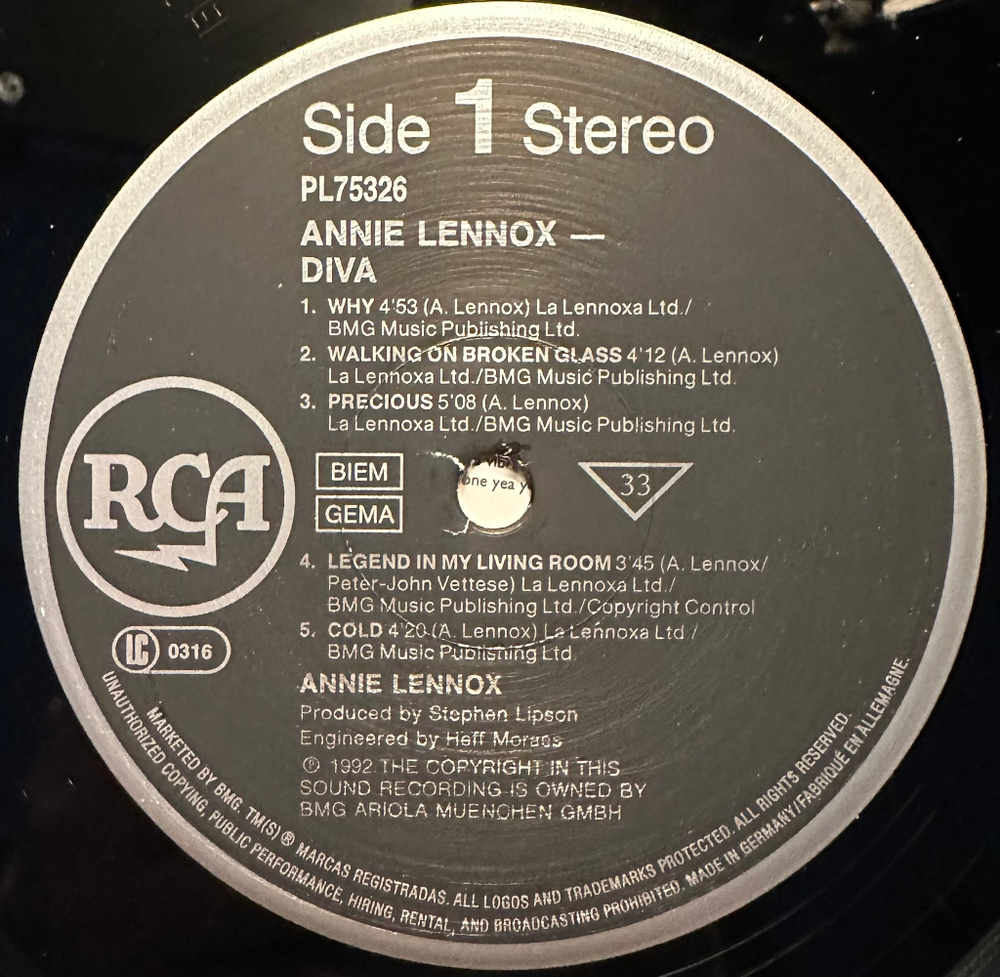 Side 1 Stereo
PL75326
ANNIE LENNOX —
DIVA
1. WHY 4'53 (A. Lennox) La Lennoxa Ltd./
BMG Music Publishing Ltd.
2. WALKING ON BROKEN GLASS 4'12 (A. Lennox)
La Lennoxa Ltd./BMG Music Publishing Ltd.
3. PRECIOUS 5'08 (A. Lennox)
La Lennoxa Ltd./BMG Music Publishing Ltd.
RCA
BIEM
GEMA
one yea y
33
4. LEGEND IN MY LIVING ROOM 3'45 (A. Lennox/
Peter-John Vettese) La Lennoxa Ltd./
BMG Music Publishing Ltd./Copyright Control
5. COLD 4'20 (A. Lennox) La Lennoxa Ltd./
BMG Music Publishing Ltd.
LC 0316
ANNIE LENNOX
Produced by Stephen Lipson
Engineered by Heff Moraes
℗ 1992 THE COPYRIGHT IN THIS
SOUND RECORDING IS OWNED BY
BMG ARIOLA MUENCHEN GMBH
MARKETED BY BMG. TM(S) ® MARCAS REGISTRADAS. ALL LOGOS AND TRADEMARKS PROTECTED. ALL RIGHTS RESERVED.
UNAUTHORIZED COPYING, PUBLIC PERFORMANCE, HIRING, RENTAL, AND BROADCASTING PROHIBITED. MADE IN GERMANY/FABRIQUÉ EN ALLEMAGNE.